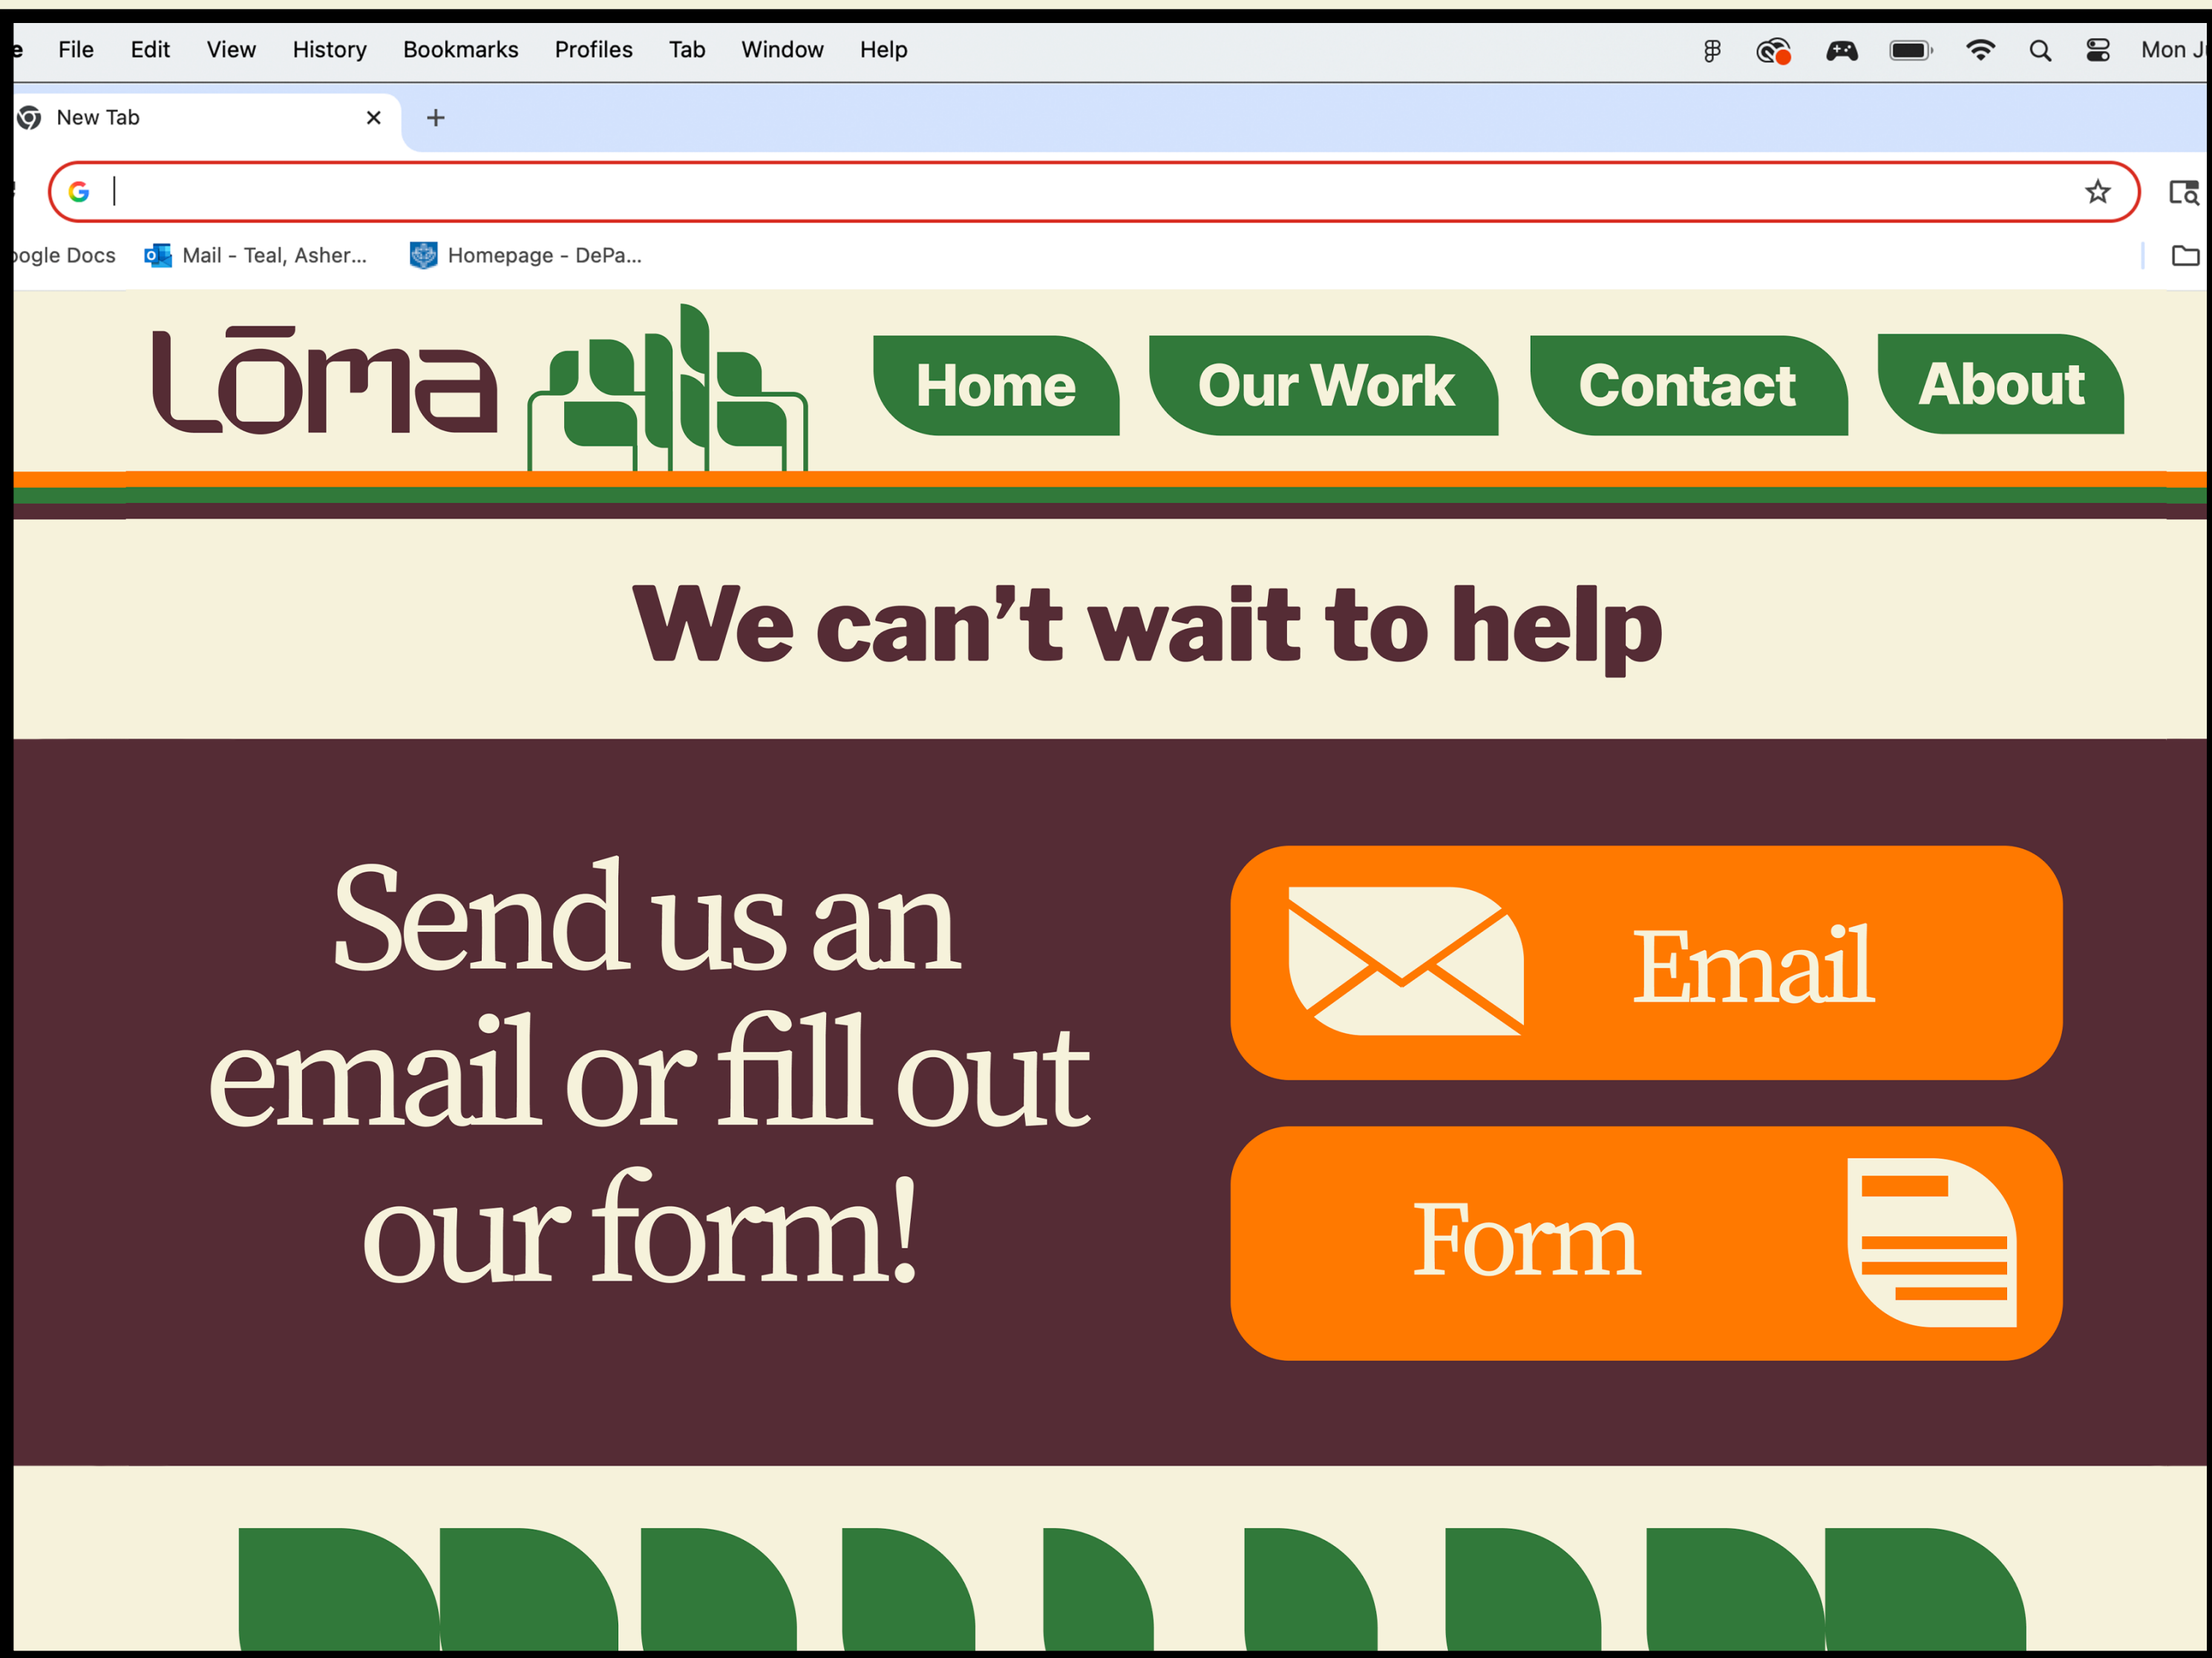 e File Edit View History Bookmarks Profiles Tab Window Help Mon J
New Tab
G
oogle Docs Mail - Teal, Asher... Homepage - DePa...
Lōma Home Our Work Contact About
We can’t wait to help
Send us an
email or fill out
our form!
Email
Form